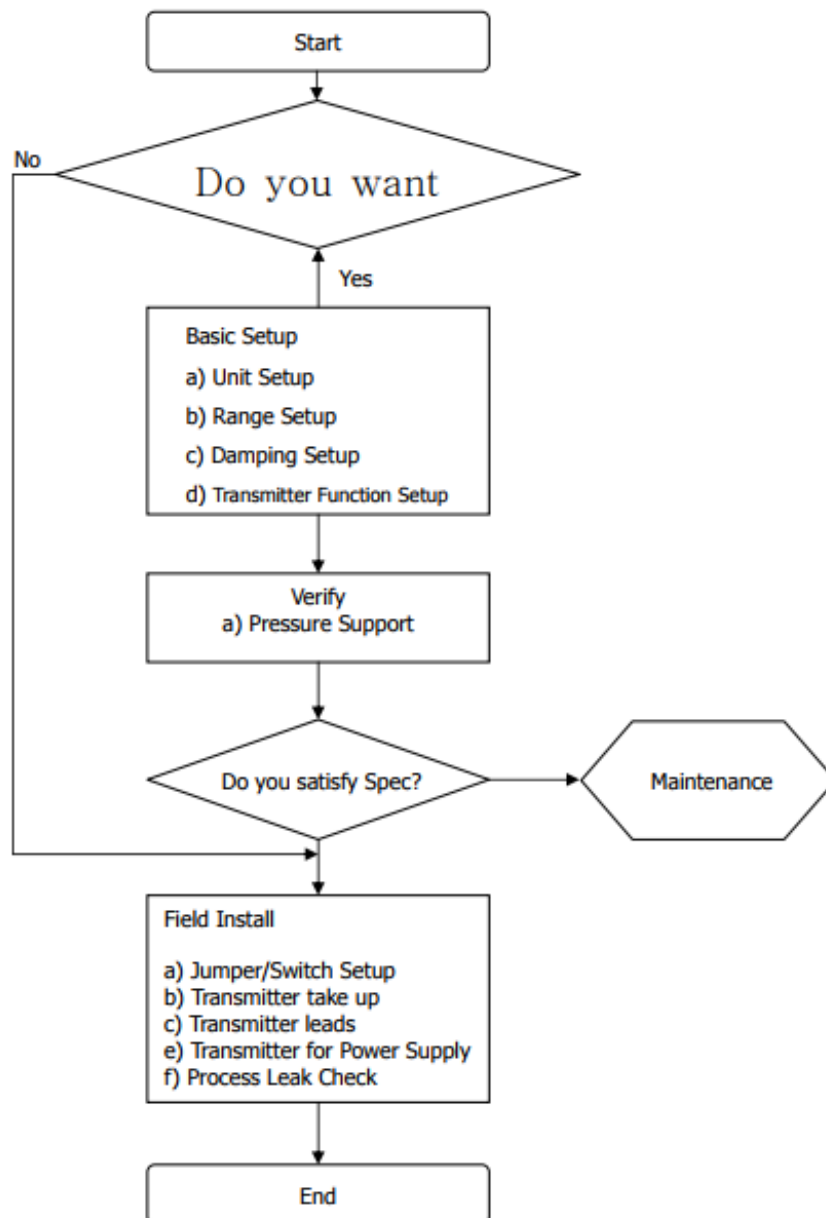 Start
No
Do you want
Yes
Basic Setup
a) Unit Setup
b) Range Setup
c) Damping Setup
d) Transmitter Function Setup
Verify
a) Pressure Support
Do you satisfy Spec?
Maintenance
Field Install
a) Jumper/Switch Setup
b) Transmitter take up
c) Transmitter leads
e) Transmitter for Power Supply
f) Process Leak Check
End